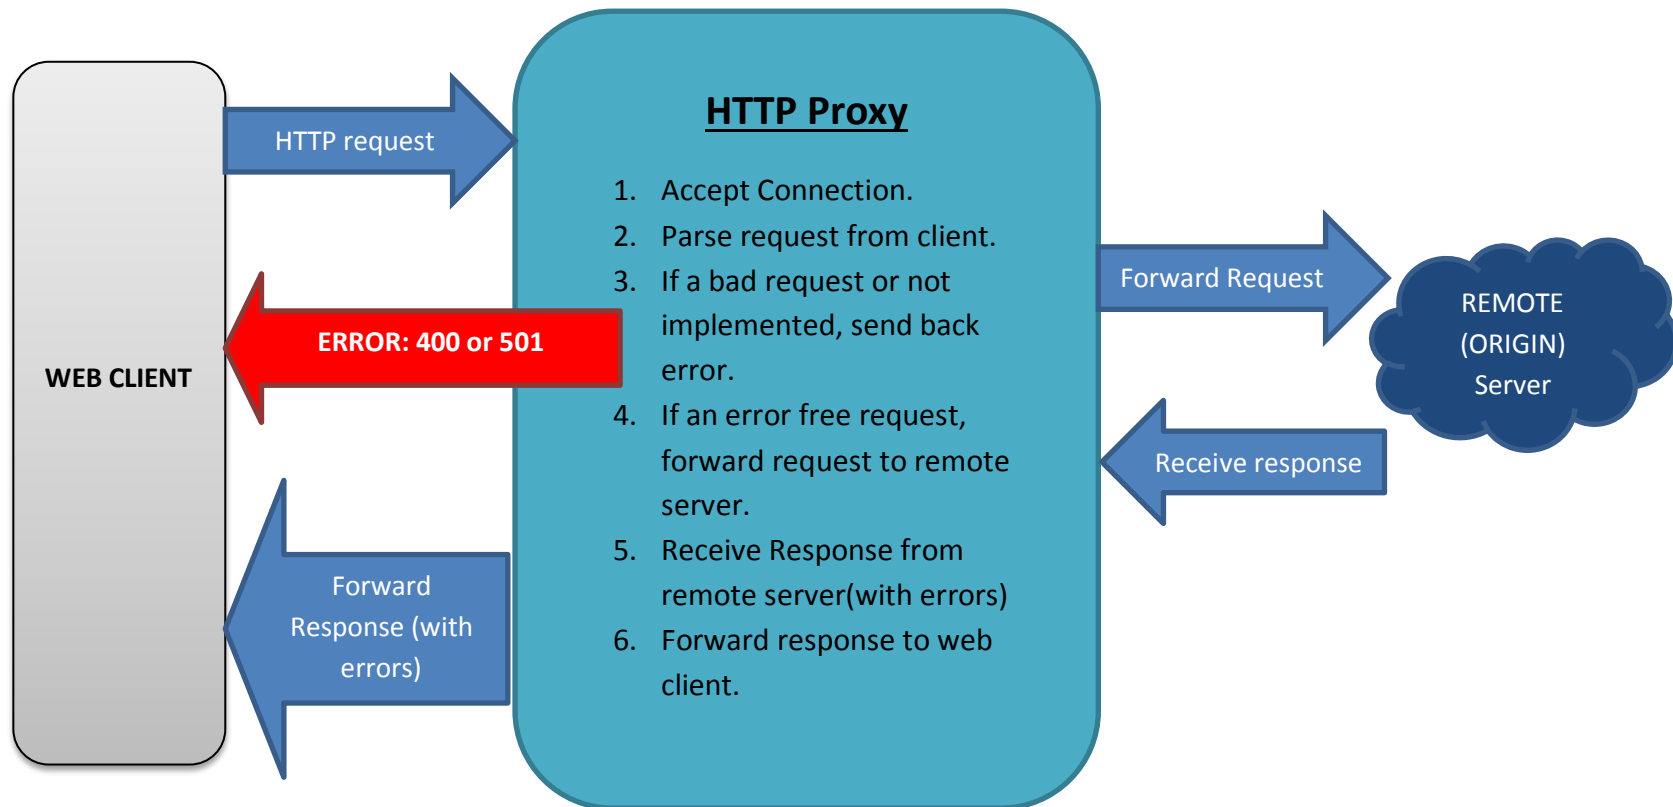 HTTP Proxy
HTTP request
1. Accept Connection.
2. Parse request from client.
3. If a bad request or not
implemented, send back
error.
4. If an error free request,
forward request to remote
server.
5. Receive Response from
remote server(with errors)
6. Forward response to web
client.
ERROR: 400 or 501
WEB CLIENT
Forward
Response (with
errors)
Forward Request
REMOTE
(ORIGIN)
Server
Receive response